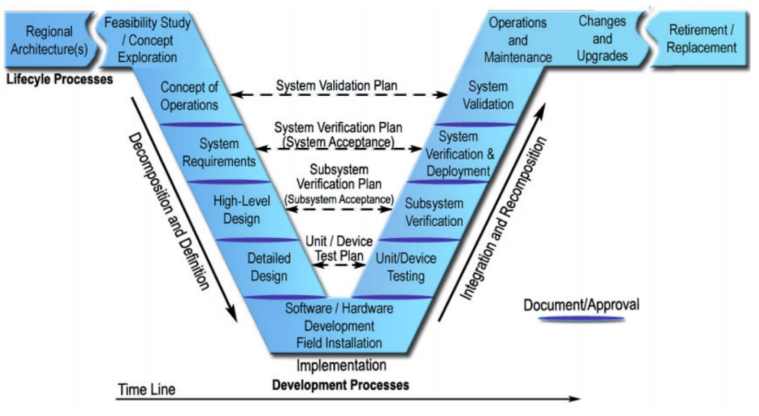 Regional
Architecture(s)
Feasibility Study
/ Concept
Exploration
Operations
and
Maintenance
Changes
and
Upgrades
Retirement /
Replacement
Lifecyle Processes
Concept of
Operations
System Validation Plan
System
Validation
System
Requirements
System Verification Plan
(System Acceptance)
System
Verification &
Deployment
High-Level
Design
Subsystem
Verification Plan
(Subsystem Acceptance)
Subsystem
Verification
Detailed
Design
Unit / Device
Test Plan
Unit/Device
Testing
Decomposition and Definition
Integration and Recomposition
Software / Hardware
Development
Field Installation
Document/Approval
Implementation
Development Processes
Time Line